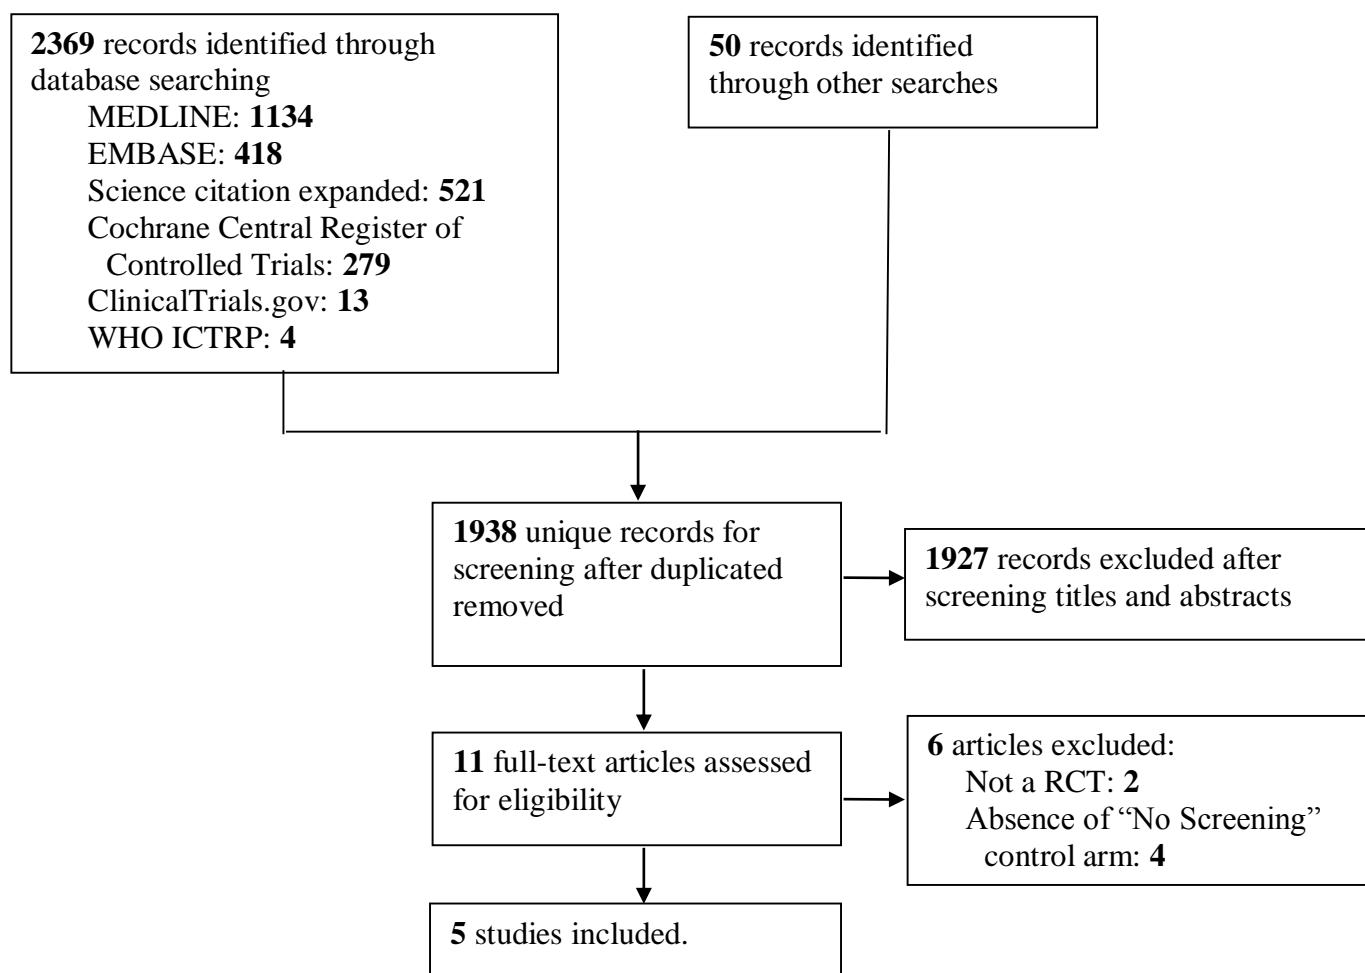 2369 records identified through
database searching
MEDLINE: 1134
EMBASE: 418
Science citation expanded: 521
Cochrane Central Register of
Controlled Trials: 279
ClinicalTrials.gov: 13
WHO ICTRP: 4
50 records identified
through other searches
1938 unique records for
screening after duplicated
removed
1927 records excluded after
screening titles and abstracts
11 full-text articles assessed
for eligibility
6 articles excluded:
Not a RCT: 2
Absence of “No Screening”
control arm: 4
5 studies included.